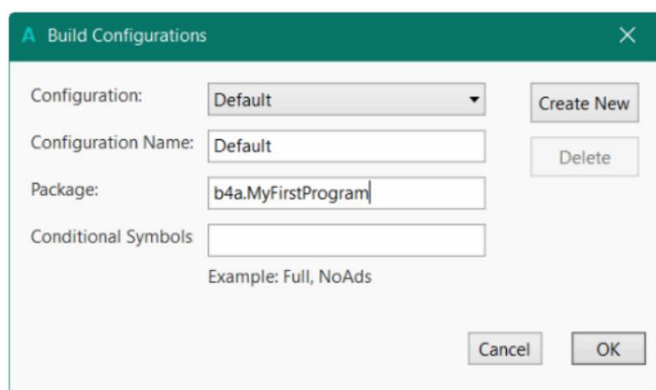 A Build Configurations
Configuration: Default Create New
Configuration Name: Default Delete
Package: b4a.MyFirstProgram
Conditional Symbols
Example: Full, NoAds
Cancel OK